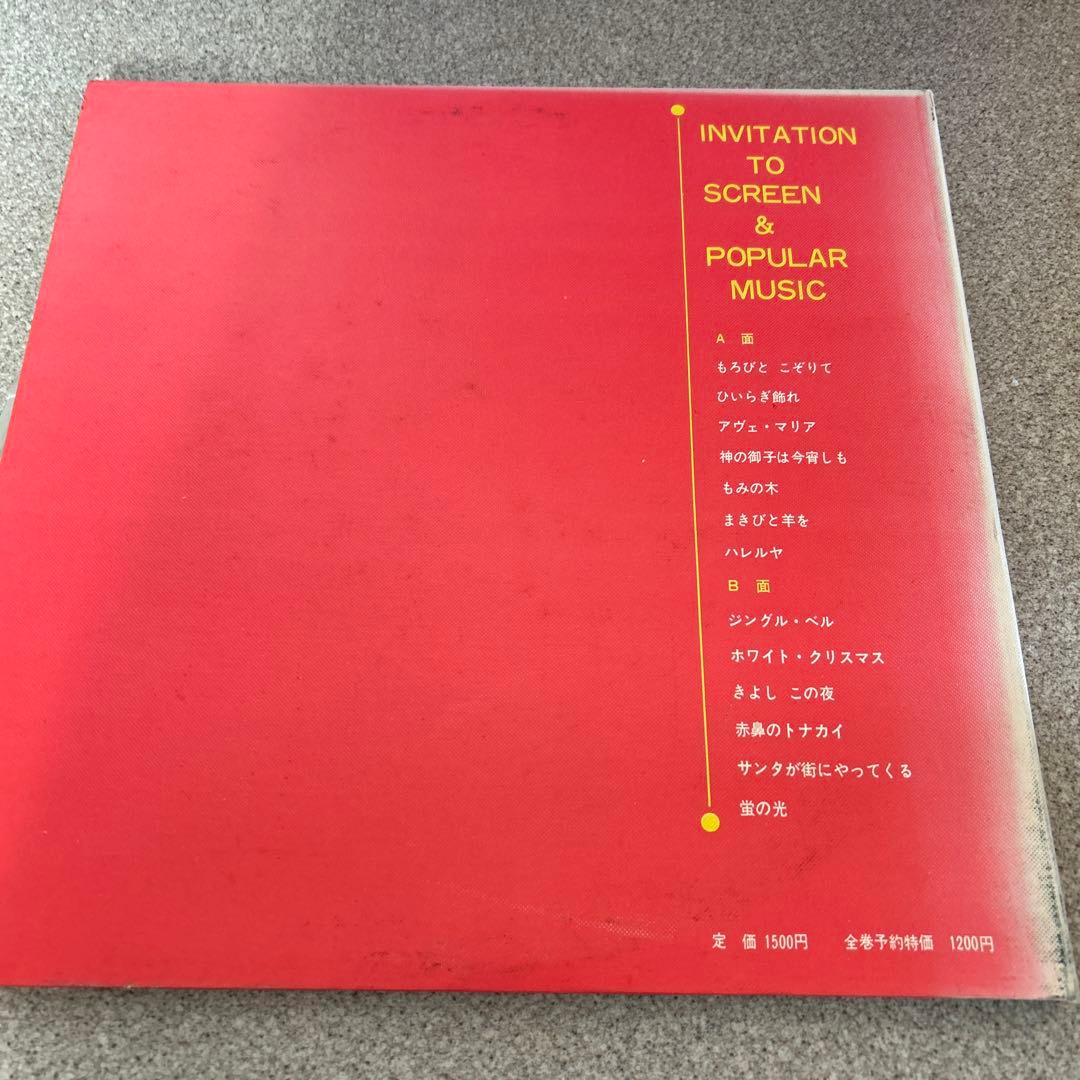 INVITATION
TO
SCREEN
&
POPULAR
MUSIC
A 面
もろびと こぞりて
ひいらぎ飾れ
アヴェ・マリア
神の御子は今宵しも
もみの木
まきびと羊を
ハレルヤ
B 面
ジングル・ベル
ホワイト・クリスマス
きよし この夜
赤鼻のトナカイ
サンタが街にやってくる
蛍の光
定 価 1500円 全巻予約特価 1200円